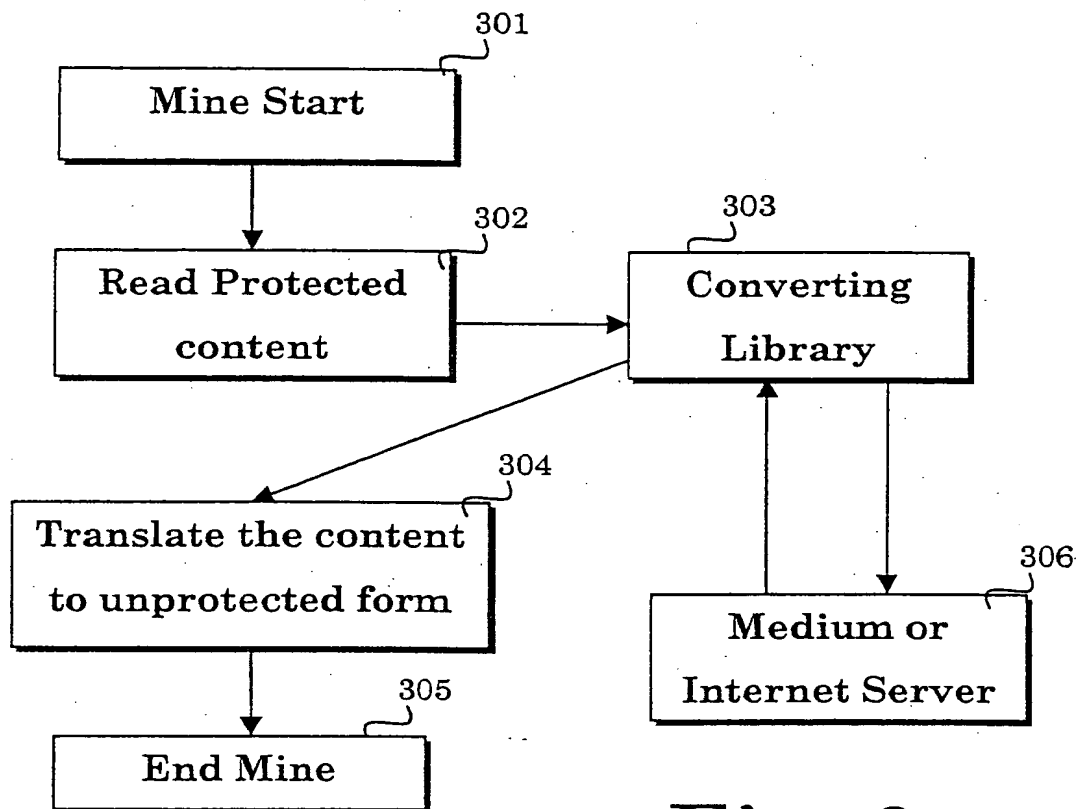 301
Mine Start
302
Read Protected
content
303
Converting
Library
304
Translate the content
to unprotected form
305
End Mine
306
Medium or
Internet Server